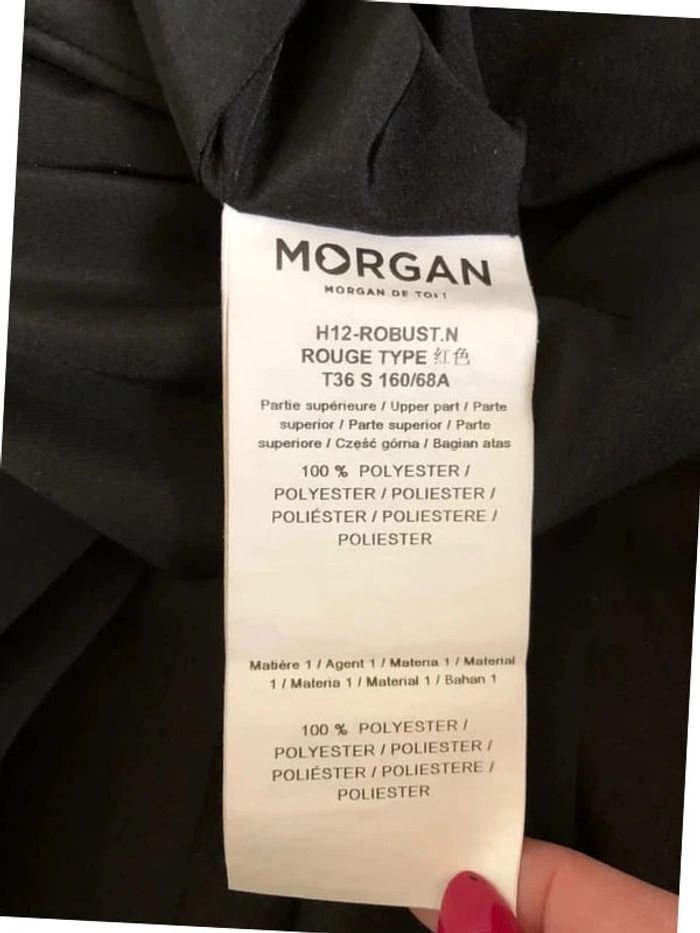 MORGAN
MORGAN DE TOI !
H12-ROBUST.N
ROUGE TYPE 红色
T36 S 160/68A
Partie supérieure / Upper part / Parte
superior / Parte superior / Parte
superiore / Część górna / Bagian atas
100 % POLYESTER /
POLYESTER / POLIESTER /
POLIÉSTER / POLIESTERE /
POLIESTER
Matière 1 / Agent 1 / Materia 1 / Material
1 / Materia 1 / Material 1 / Bahan 1
100 % POLYESTER /
POLYESTER / POLIESTER /
POLIÉSTER / POLIESTERE /
POLIESTER